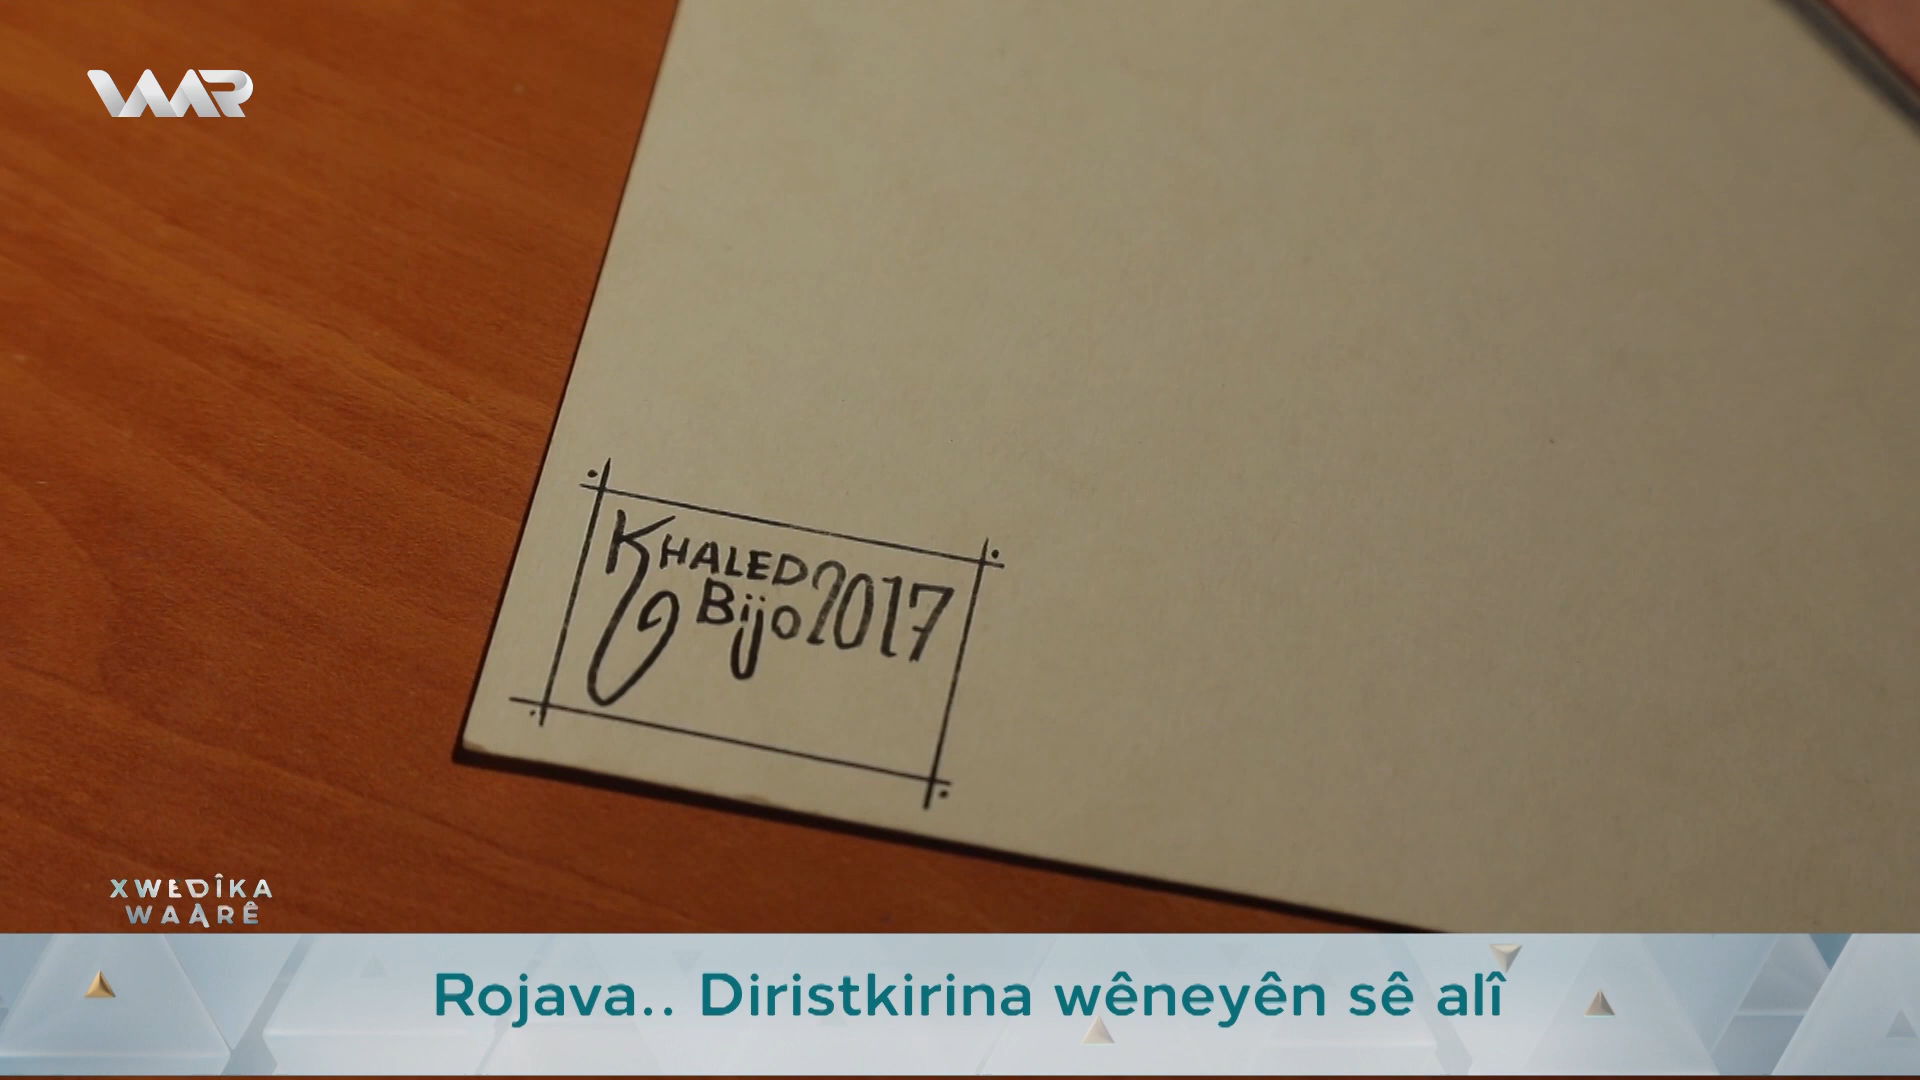 WAAR
KHALED 2017
Bijo
XWEDÎKA
WAARÊ
Rojava.. Diristkirina wêneyên sê alî